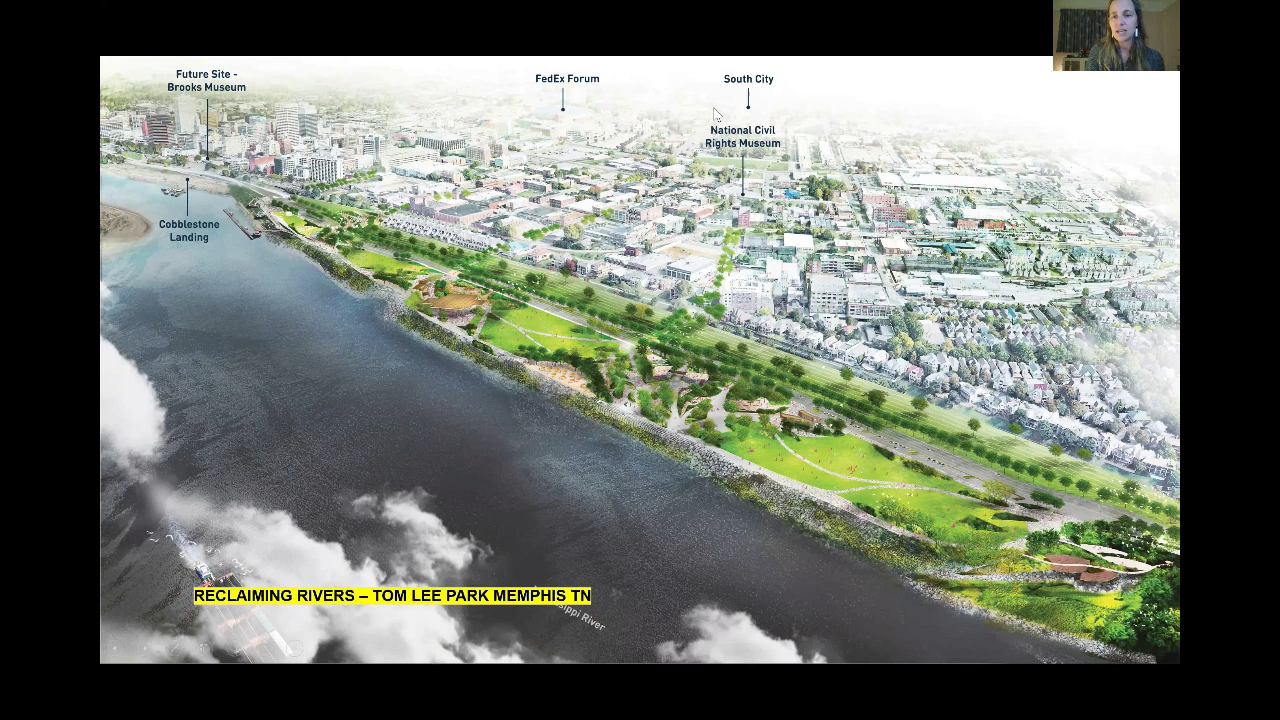 Future Site -
Brooks Museum
FedEx Forum
South City
National Civil
Rights Museum
Cobblestone
Landing
RECLAIMING RIVERS – TOM LEE PARK MEMPHIS TN
River